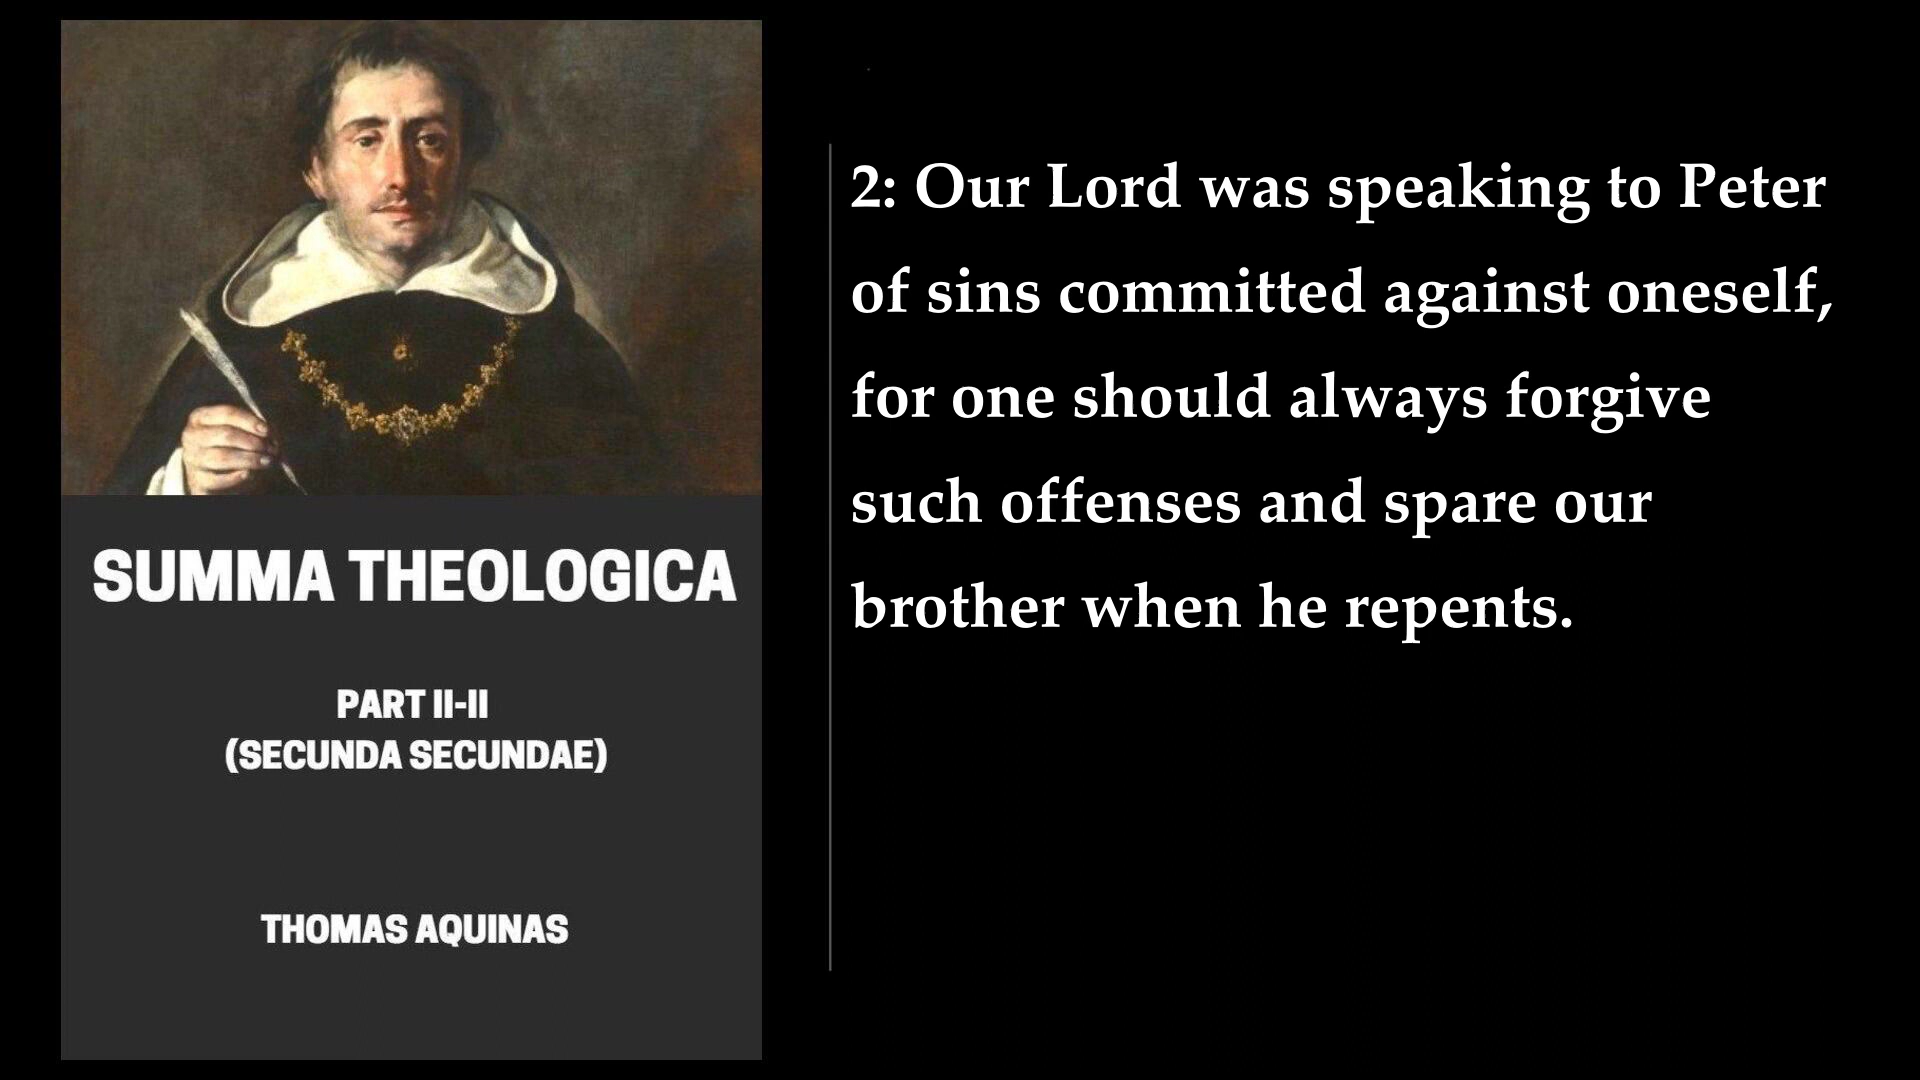 SUMMA THEOLOGICA
PART II-II
(SECUNDA SECUNDAE)
THOMAS AQUINAS
2: Our Lord was speaking to Peter
of sins committed against oneself,
for one should always forgive
such offenses and spare our
brother when he repents.